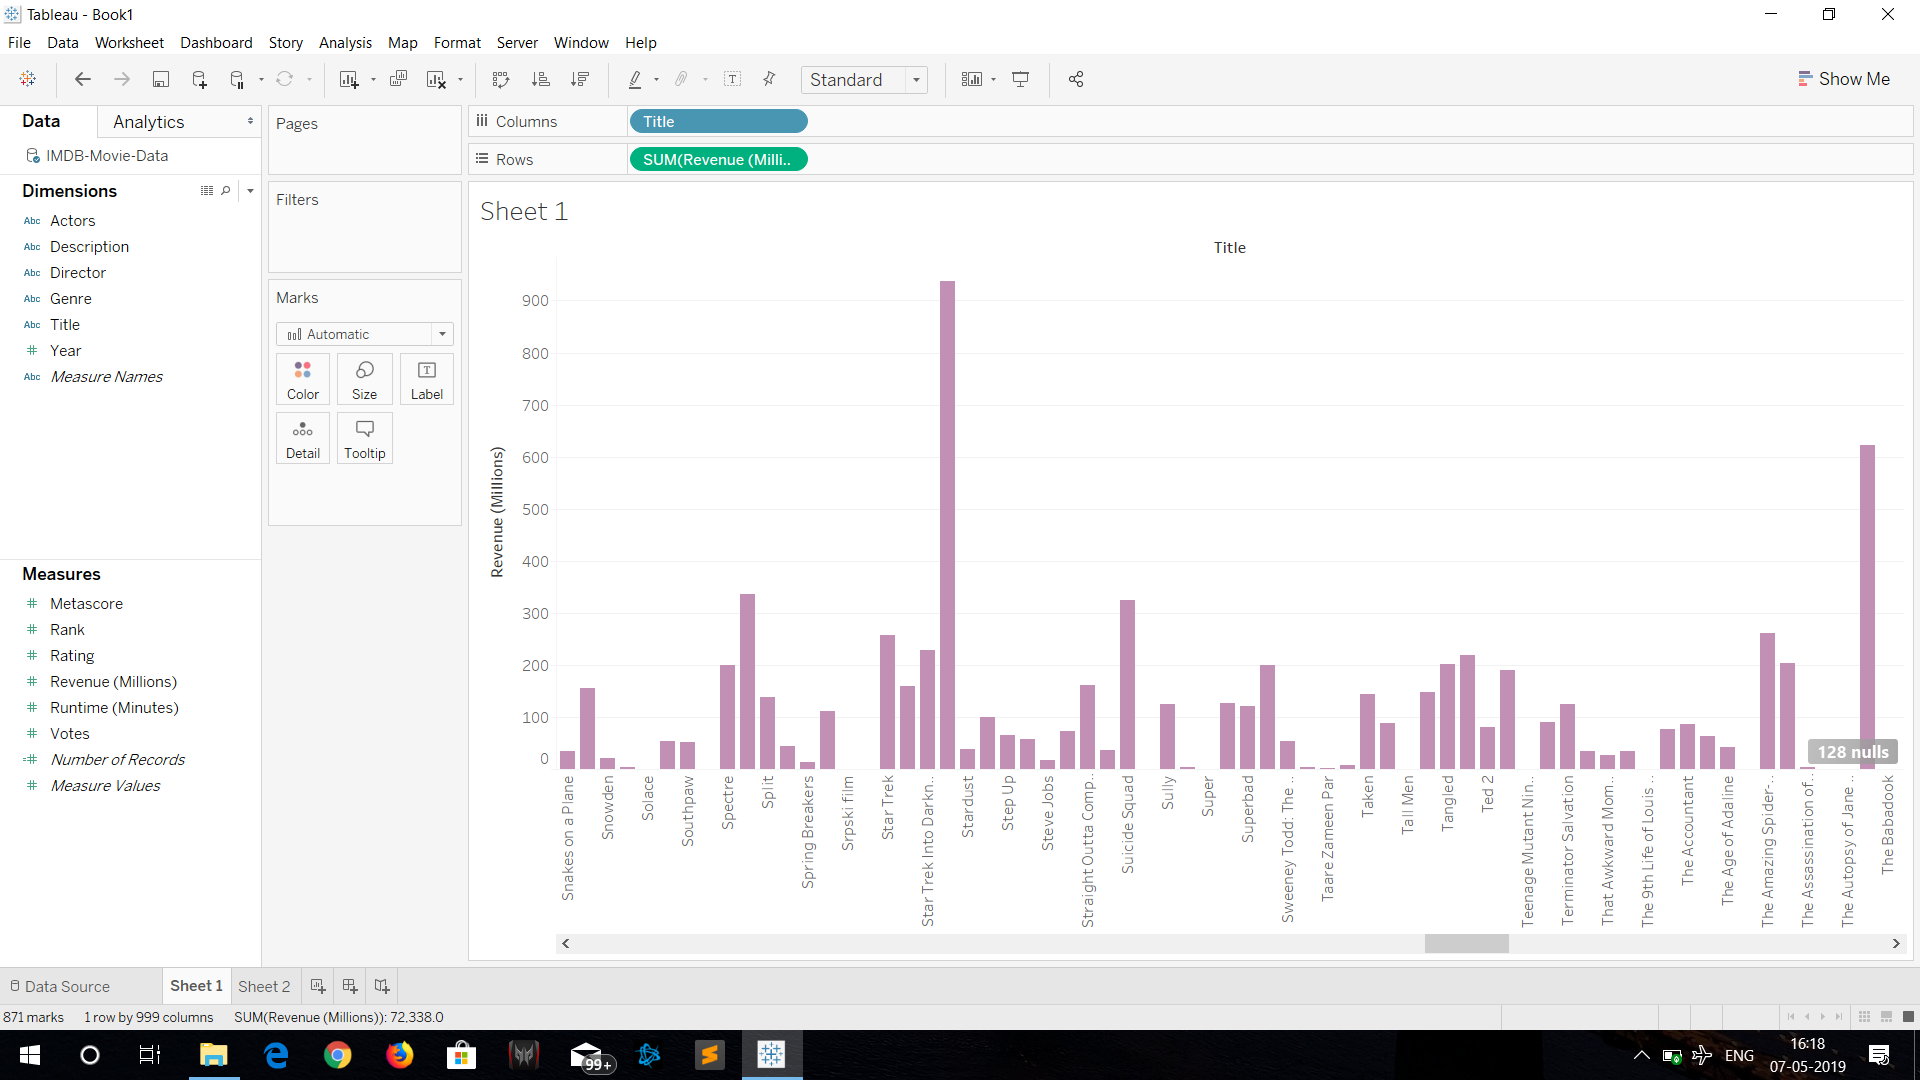 Tableau - Book1
File Data Worksheet Dashboard Story Analysis Map Format Server Window Help
Standard
Show Me
Data
Analytics
IMDB-Movie-Data
Dimensions
Abc Actors
Abc Description
Abc Director
Abc Genre
Abc Title
# Year
Abc Measure Names
Measures
# Metascore
# Rank
# Rating
# Revenue (Millions)
# Runtime (Minutes)
# Votes
=# Number of Records
# Measure Values
Pages
Filters
Marks
Automatic
Color
Size
T
Label
Detail
Tooltip
Columns
Title
Rows
SUM(Revenue (Milli..
Sheet 1
Title
Revenue (Millions)
900
800
700
600
500
400
300
200
100
0
128 nulls
Snakes on a Plane
Snowden
Solace
Southpaw
Spectre
Split
Spring Breakers
Srpski film
Star Trek
Star Trek Into Darkn..
Stardust
Step Up
Steve Jobs
Straight Outta Comp..
Suicide Squad
Sully
Super
Superbad
Sweeney Todd: The ..
Taare Zameen Par
Taken
Tall Men
Tangled
Ted 2
Teenage Mutant Nin..
Terminator Salvation
That Awkward Mom..
The 9th Life of Louis ..
The Accountant
The Age of Adaline
The Amazing Spider-..
The Assassination of..
The Autopsy of Jane ..
The Babadook
Data Source
Sheet 1
Sheet 2
871 marks
1 row by 999 columns
SUM(Revenue (Millions)): 72,338.0
99+
ENG
16:18
07-05-2019